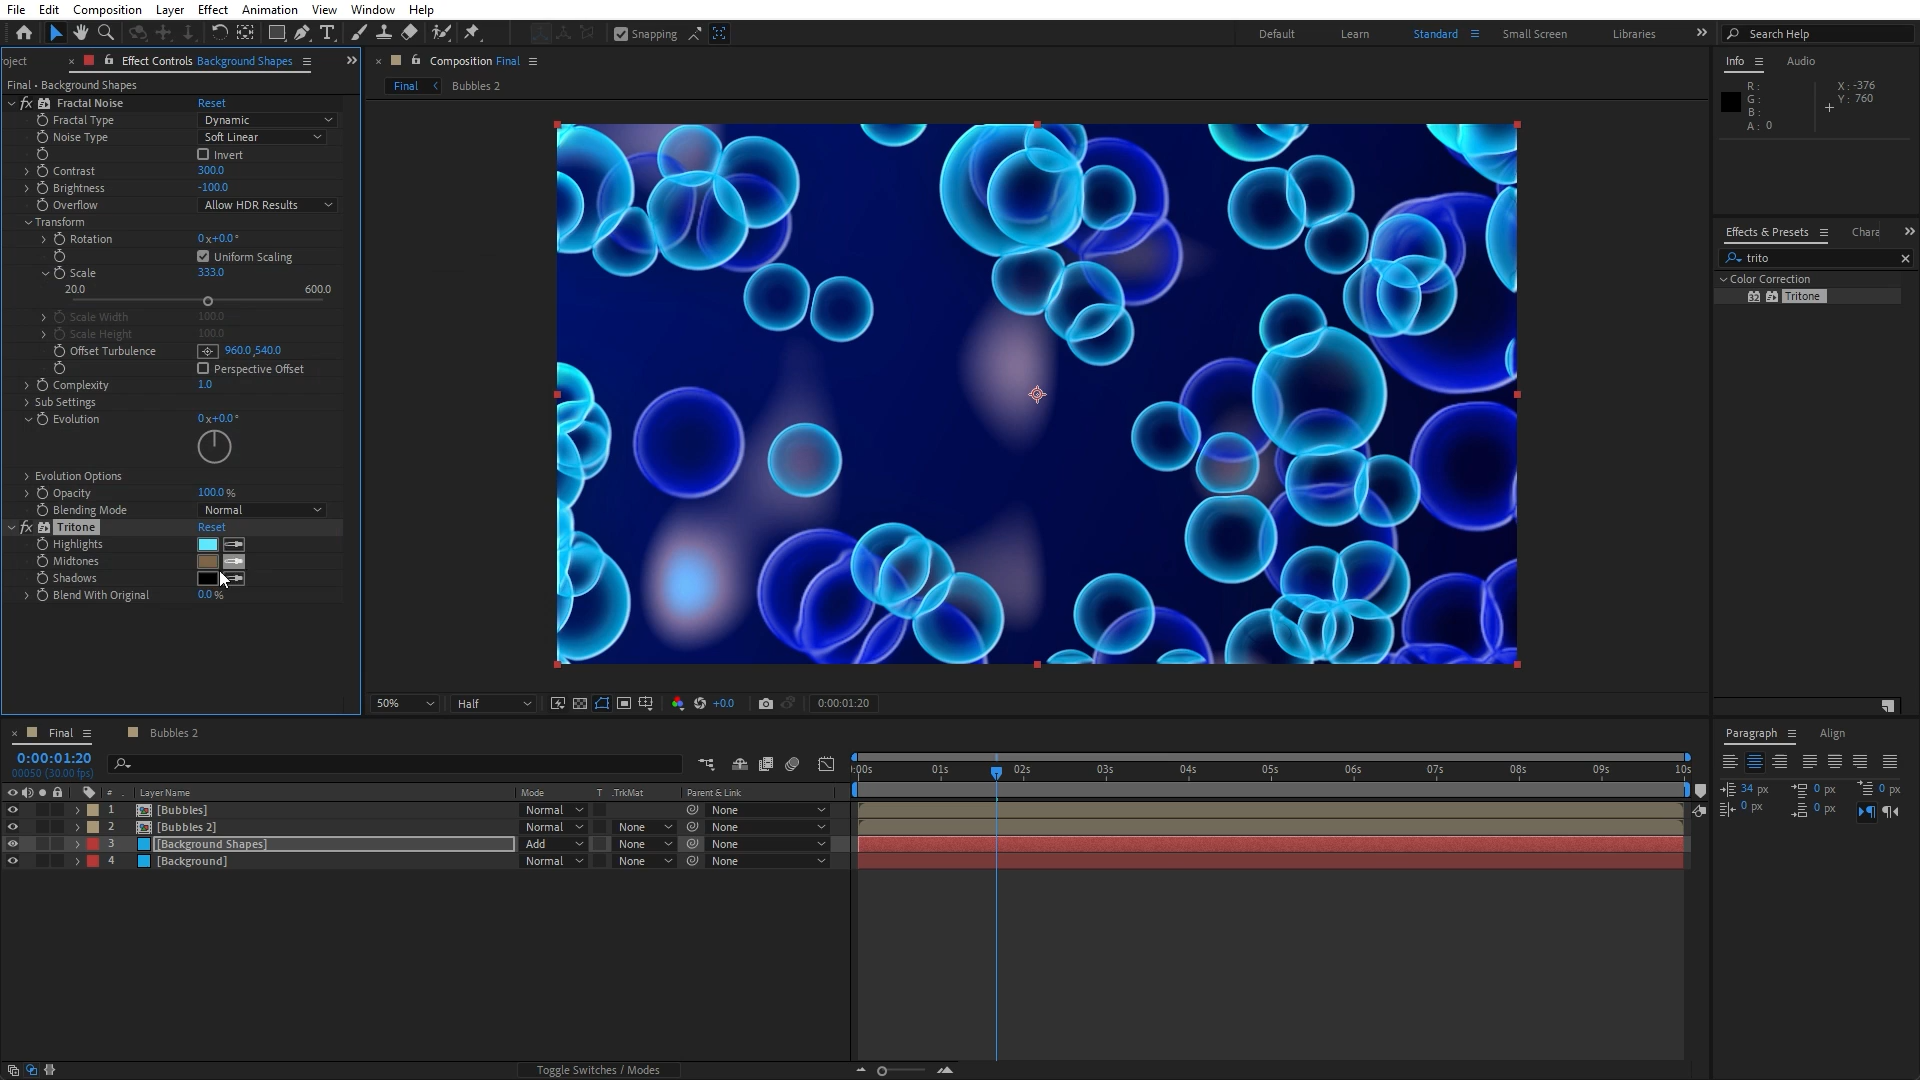 File Edit Composition Layer Effect Animation View Window Help
Snapping
Default Learn Standard Small Screen Libraries
Search Help
oject
Effect Controls Background Shapes
Final • Background Shapes
Fractal Noise Reset
Fractal Type Dynamic
Noise Type Soft Linear
Invert
Contrast 300.0
Brightness -100.0
Overflow Allow HDR Results
Transform
Rotation 0x+0.0°
Uniform Scaling
Scale 333.0
20.0 600.0
Scale Width 100.0
Scale Height 100.0
Offset Turbulence 960.0,540.0
Perspective Offset
Complexity 1.0
Sub Settings
Evolution 0x+0.0°
Evolution Options
Opacity 100.0 %
Blending Mode Normal
Tritone Reset
Highlights
Midtones
Shadows
Blend With Original 0.0 %
Composition Final
Final Bubbles 2
50% Half +0.0 0:00:01:20
Info Audio
R: X: -376
G: Y: 760
B:
A: 0
Effects & Presets Chara
trito
Color Correction
32 Tritone
Paragraph Align
34 px 0 px 0 px
0 px 0 px
Final Bubbles 2
0:00:01:20
00050 (30.00 fps)
# Layer Name Mode T .TrkMat Parent & Link
1 [Bubbles] Normal None
2 [Bubbles 2] Normal None None
3 [Background Shapes] Add None None
4 [Background] Normal None None
:00s 01s 02s 03s 04s 05s 06s 07s 08s 09s 10s
Toggle Switches / Modes